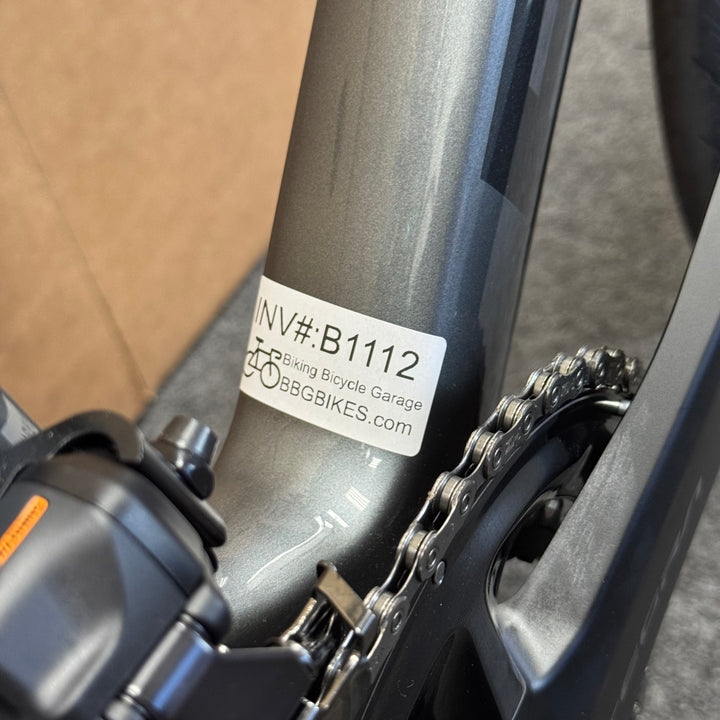 INV#:B1112
Biking Bicycle Garage
BBGBIKES.com